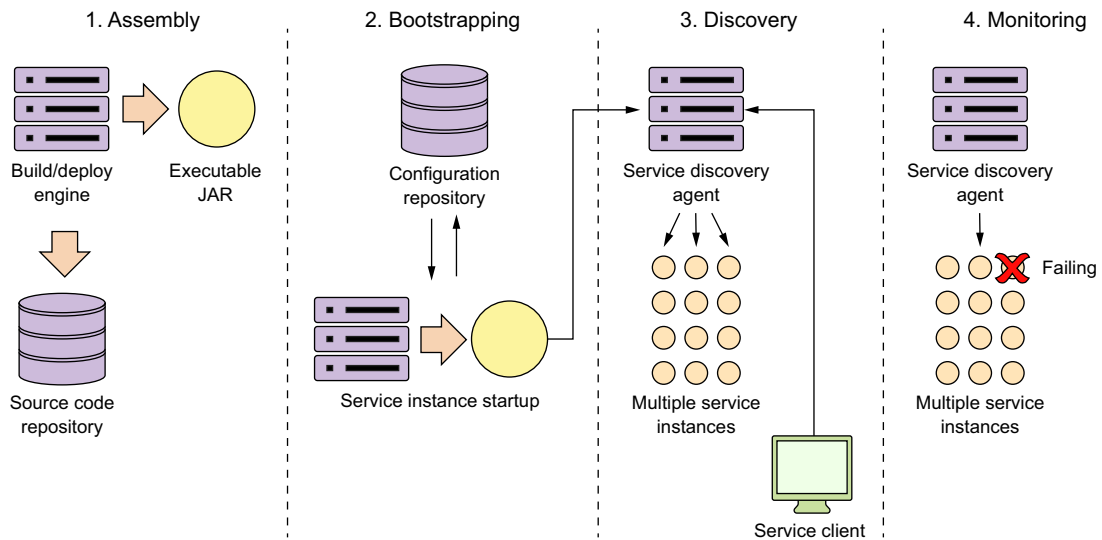 1. Assembly
Build/deploy
engine
Executable
JAR
Source code
repository
2. Bootstrapping
Configuration
repository
Service instance startup
3. Discovery
Service discovery
agent
Multiple service
instances
Service client
4. Monitoring
Service discovery
agent
Failing
Multiple service
instances